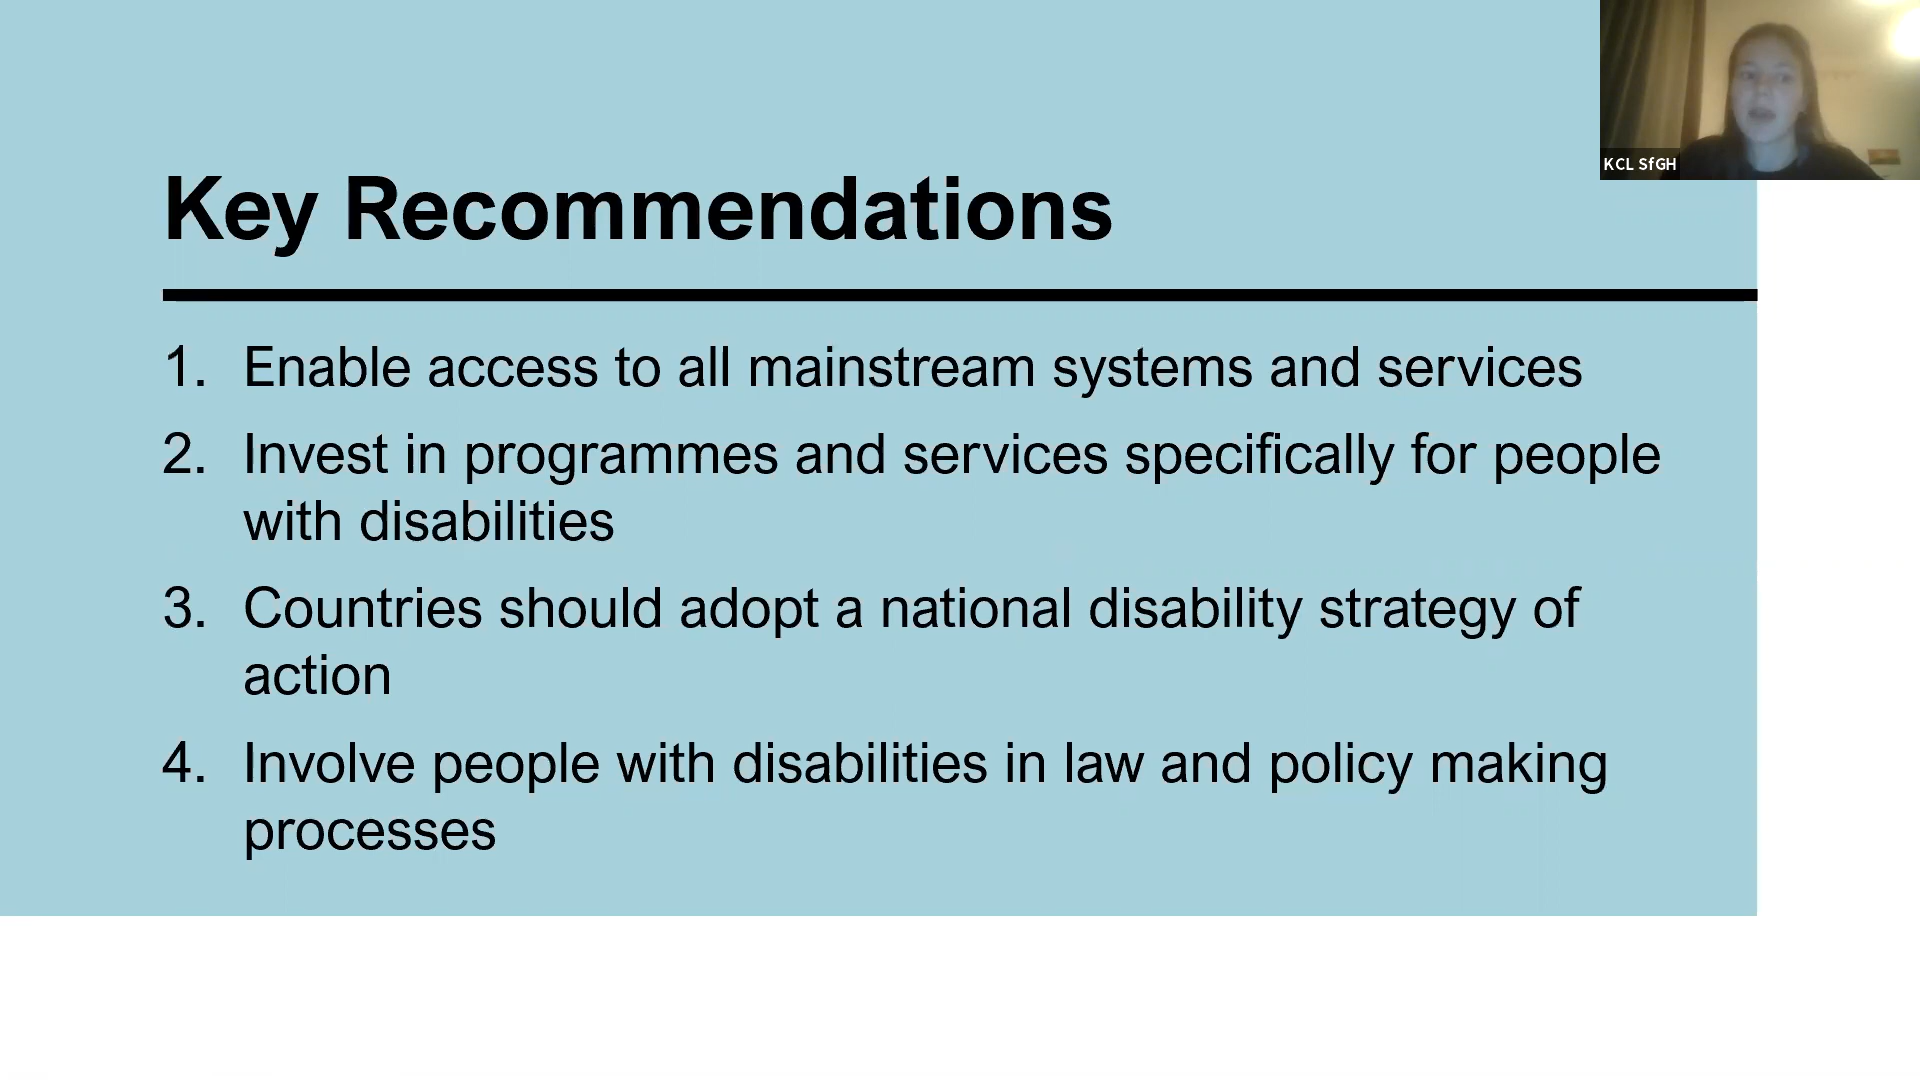 KCL SfGH
Key Recommendations
1. Enable access to all mainstream systems and services
2. Invest in programmes and services specifically for people
with disabilities
3. Countries should adopt a national disability strategy of
action
4. Involve people with disabilities in law and policy making
processes